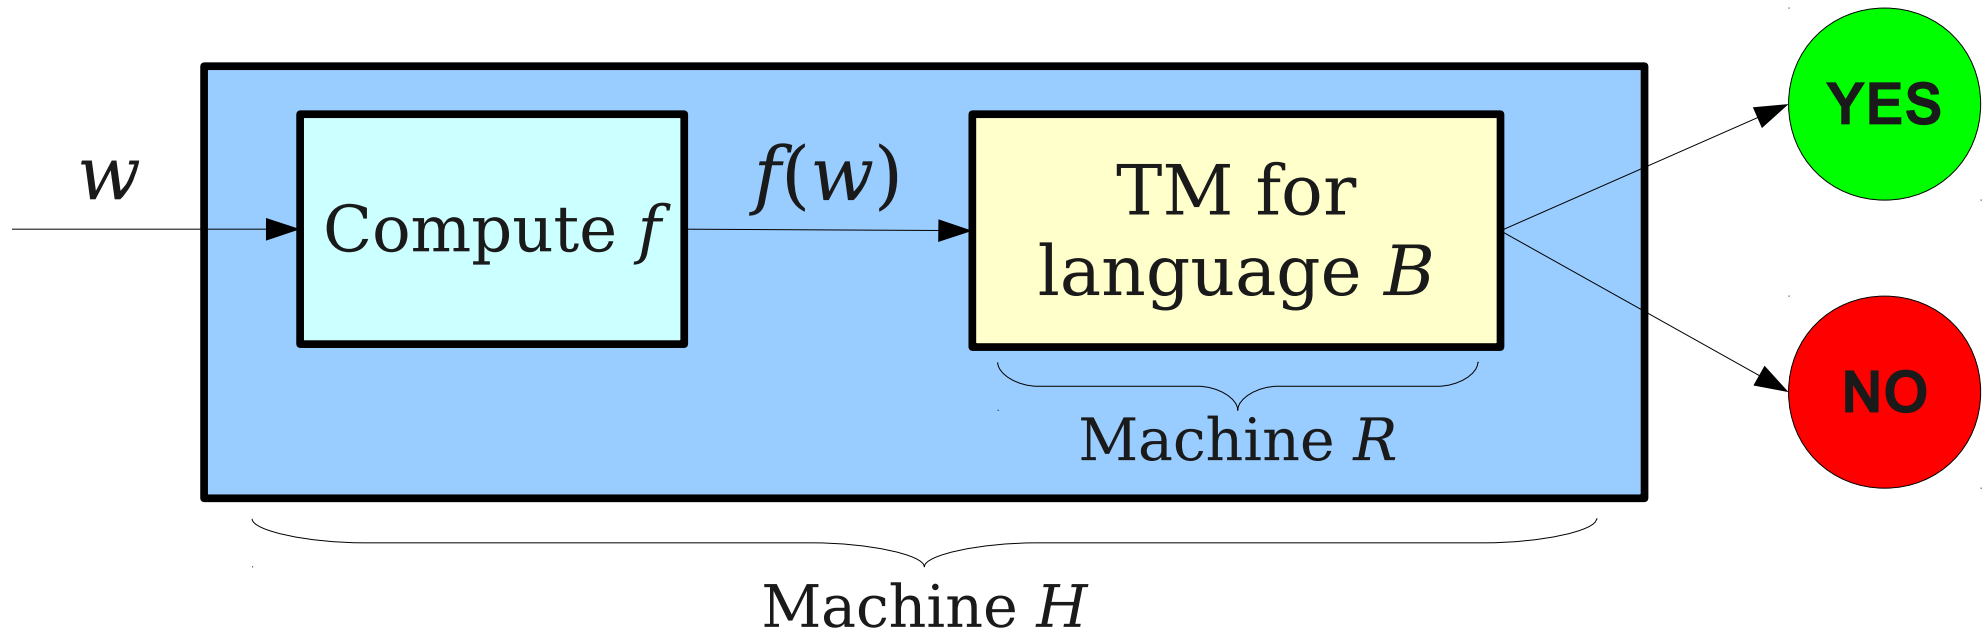 w
Compute f
f(w)
TM for
language B
YES
NO
Machine R
Machine H